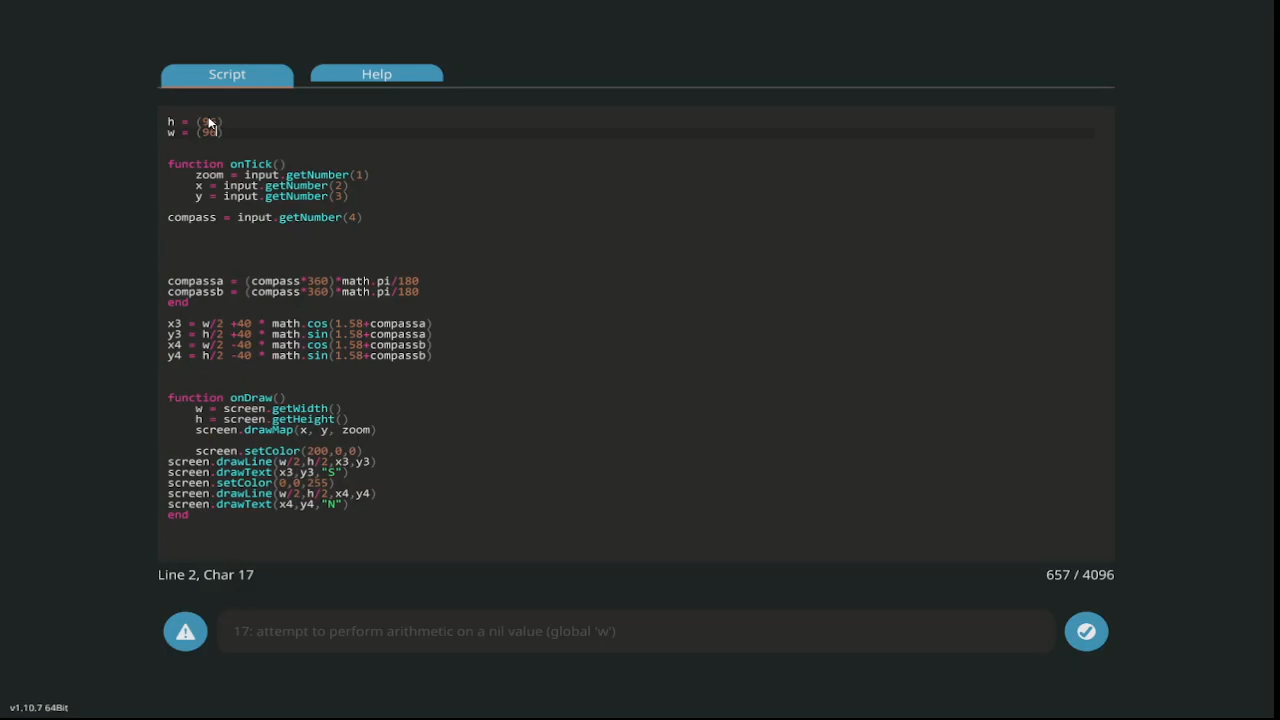 Script
Help
h = (96)
w = (96)
function onTick()
zoom = input.getNumber(1)
x = input.getNumber(2)
y = input.getNumber(3)
compass = input.getNumber(4)
compassa = (compass*360)*math.pi/180
compassb = (compass*360)*math.pi/180
end
x3 = w/2 +40 * math.cos(1.58+compassa)
y3 = h/2 +40 * math.sin(1.58+compassa)
x4 = w/2 -40 * math.cos(1.58+compassb)
y4 = h/2 -40 * math.sin(1.58+compassb)
function onDraw()
w = screen.getWidth()
h = screen.getHeight()
screen.drawMap(x, y, zoom)
screen.setColor(200,0,0)
screen.drawLine(w/2,h/2,x3,y3)
screen.drawText(x3,y3,"S")
screen.setColor(0,0,255)
screen.drawLine(w/2,h/2,x4,y4)
screen.drawText(x4,y4,"N")
end
Line 2, Char 17
657 / 4096
17: attempt to perform arithmetic on a nil value (global 'w')
v1.10.7 64Bit